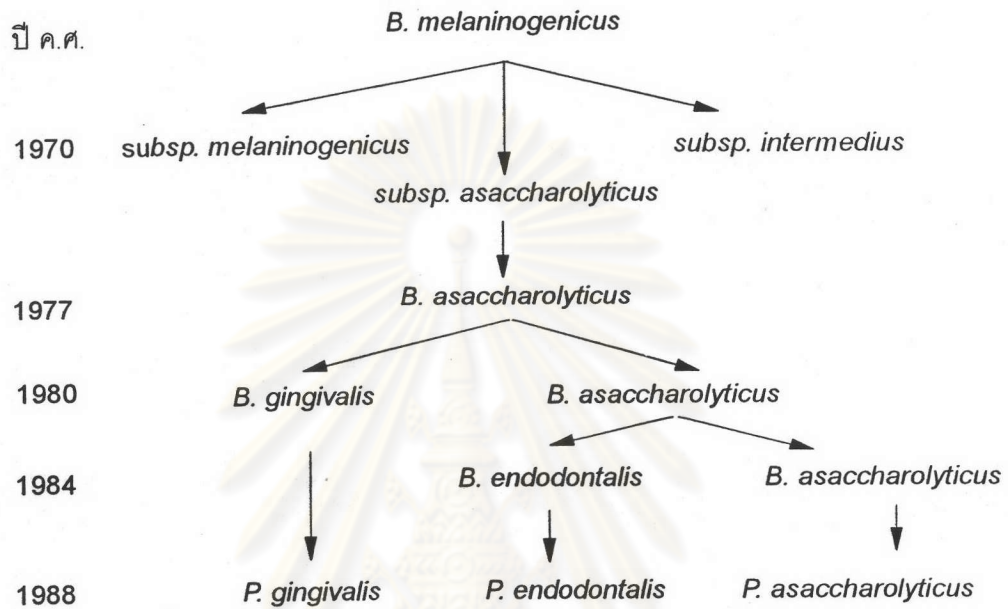 B. melaninogenicus
ปี ค.ศ.
1970 subsp. melaninogenicus subsp. intermedius
subsp. asaccharolyticus
1977 B. asaccharolyticus
1980 B. gingivalis B. asaccharolyticus
1984 B. endodontalis B. asaccharolyticus
1988 P. gingivalis P. endodontalis P. asaccharolyticus